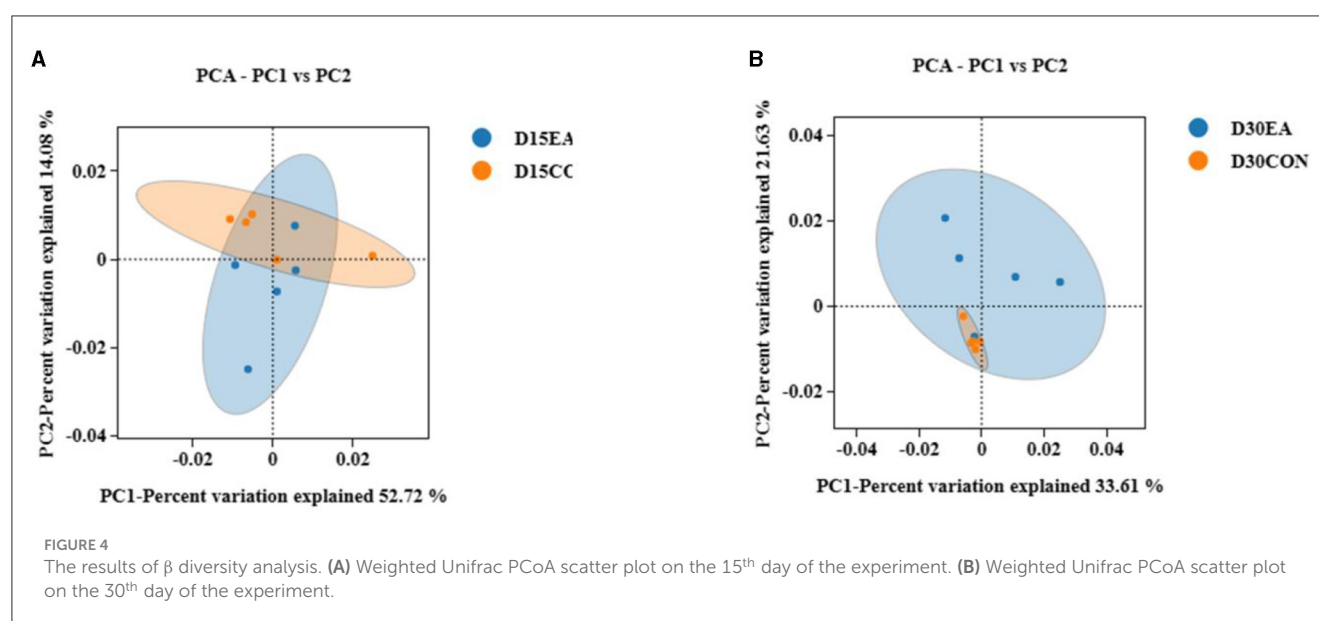 A
PCA - PC1 vs PC2
PC2-Percent variation explained 14.08 %
0.02
0
-0.02
-0.04
-0.02
0
0.02
PC1-Percent variation explained 52.72 %
D15EA
D15CC
B
PCA - PC1 vs PC2
PC2-Percent variation explained 21.63 %
0.04
0.02
0
-0.02
-0.04
-0.02
0
0.02
0.04
PC1-Percent variation explained 33.61 %
D30EA
D30CON
FIGURE 4
The results of β diversity analysis. (A) Weighted Unifrac PCoA scatter plot on the 15th day of the experiment. (B) Weighted Unifrac PCoA scatter plot
on the 30th day of the experiment.